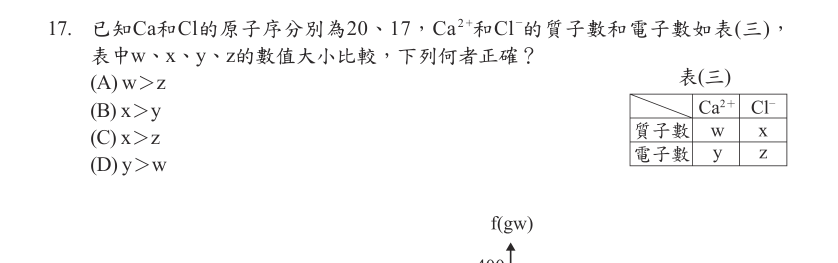 17. 已知Ca和Cl的原子序分別為20、17，Ca²⁺和Cl⁻的質子數和電子數如表(三)，
表中w、x、y、z的數值大小比較，下列何者正確？
(A) w＞z
(B) x＞y
(C) x＞z
(D) y＞w
表(三)
Ca²⁺ Cl⁻
質子數 w x
電子數 y z
f(gw)